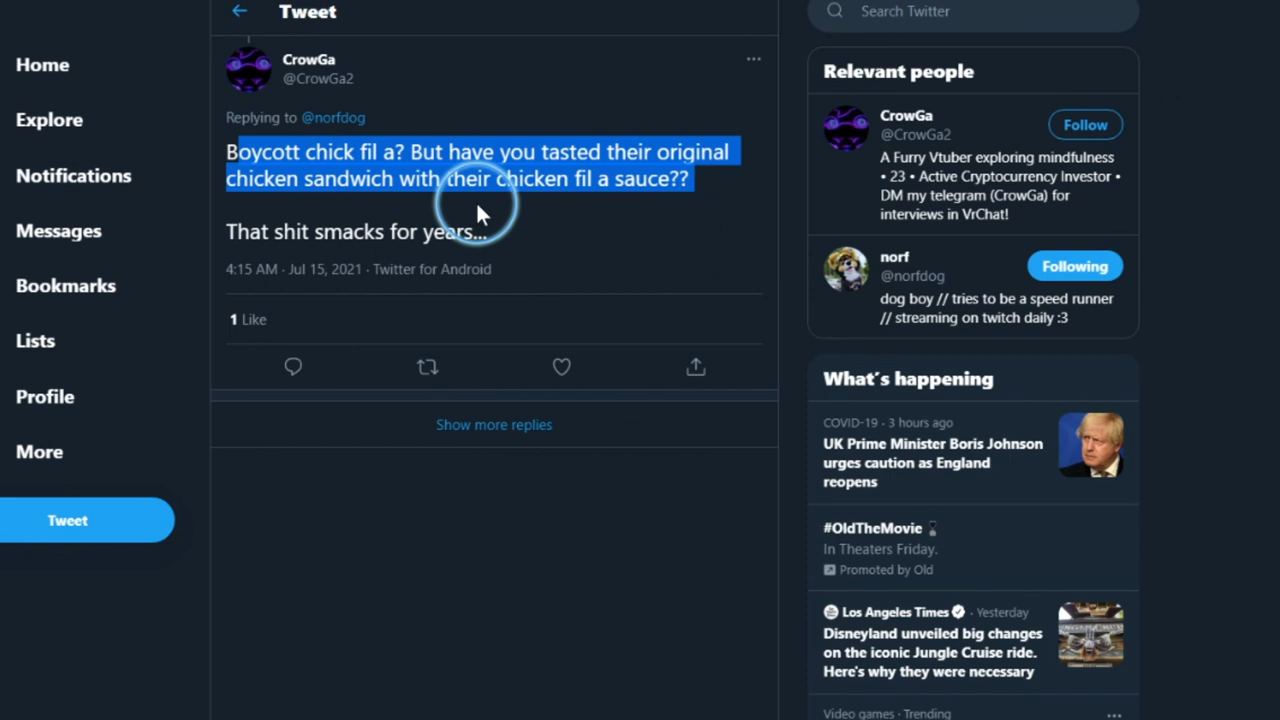 Tweet
Search Twitter
Home
Explore
Notifications
Messages
Bookmarks
Lists
Profile
More
Tweet
CrowGa
@CrowGa2
Replying to @norfdog
Boycott chick fil a? But have you tasted their original
chicken sandwich with their chicken fil a sauce??
That shit smacks for years...
4:15 AM · Jul 15, 2021 · Twitter for Android
1 Like
Show more replies
Relevant people
CrowGa
@CrowGa2
Follow
A Furry Vtuber exploring mindfulness
• 23 • Active Cryptocurrency Investor •
DM my telegram (CrowGa) for
interviews in VrChat!
norf
@norfdog
Following
dog boy // tries to be a speed runner
// streaming on twitch daily :3
What's happening
COVID-19 · 3 hours ago
UK Prime Minister Boris Johnson
urges caution as England
reopens
#OldTheMovie
In Theaters Friday.
Promoted by Old
Los Angeles Times · Yesterday
Disneyland unveiled big changes
on the iconic Jungle Cruise ride.
Here's why they were necessary
Video games · Trending